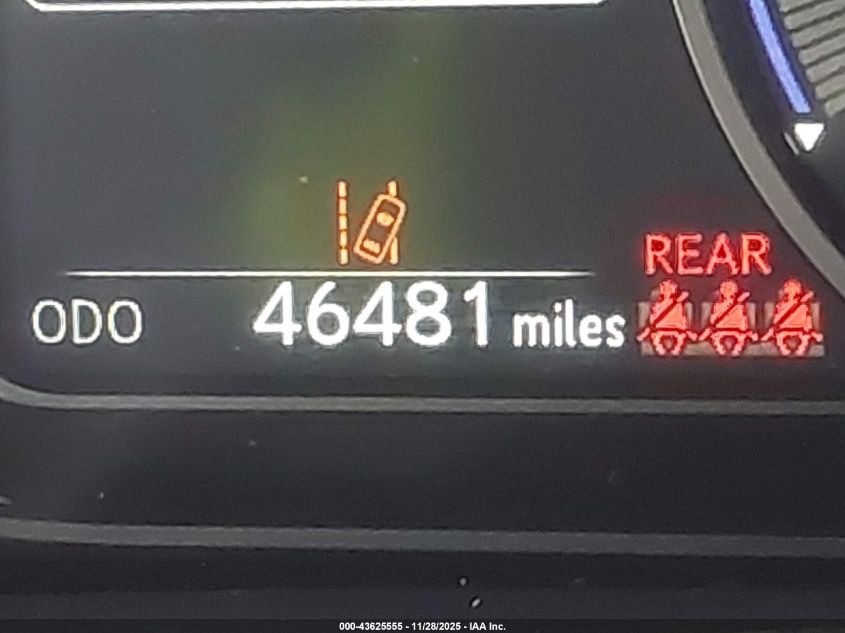 REAR
ODO 46481 miles
000-43625555 - 11/28/2025 - IAA Inc.